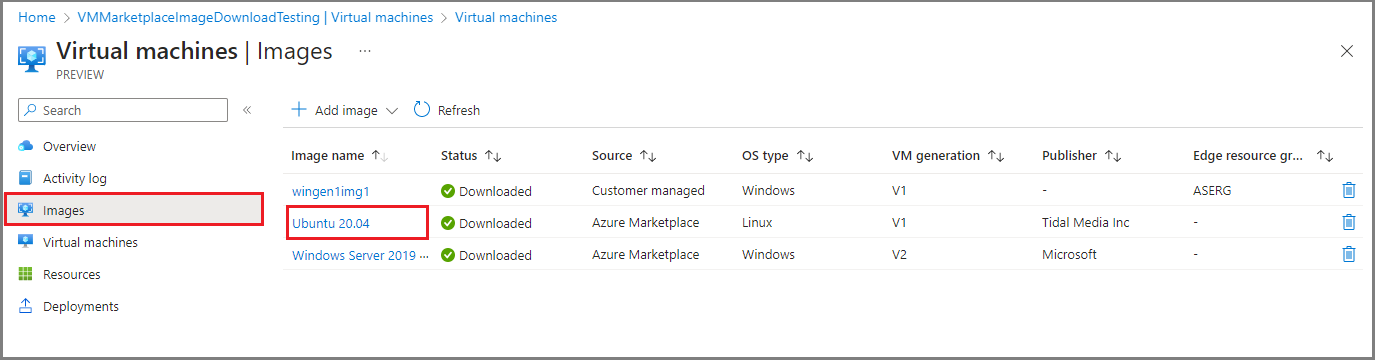 Home > VMMarketplaceImageDownloadTesting | Virtual machines > Virtual machines
Virtual machines | Images ...
PREVIEW
Search «
Add image Refresh
Overview
Activity log
Images
Virtual machines
Resources
Deployments
Image name Status Source OS type VM generation Publisher Edge resource gr...
wingen1img1 Downloaded Customer managed Windows V1 - ASERG
Ubuntu 20.04 Downloaded Azure Marketplace Linux V1 Tidal Media Inc -
Windows Server 2019 ... Downloaded Azure Marketplace Windows V2 Microsoft -